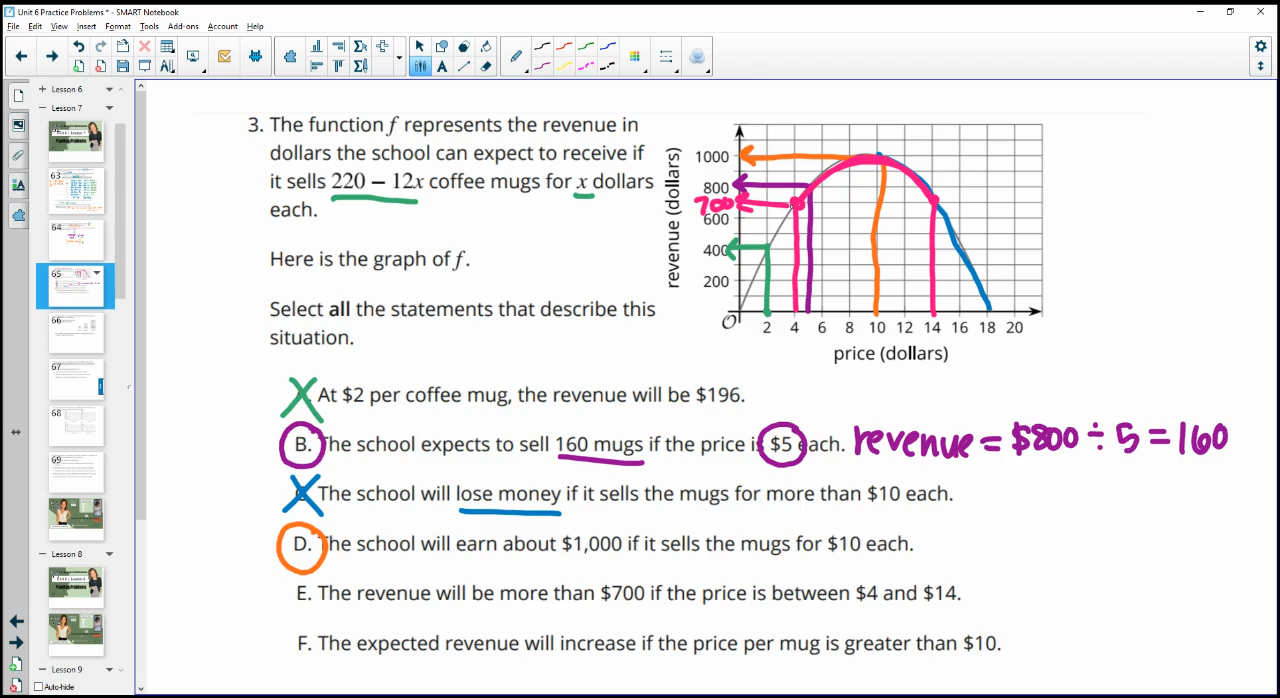 Unit 6 Practice Problems * - SMART Notebook
File Edit View Insert Format Tools Add-ons Account Help
Lesson 6
Lesson 7
63
64
65
66
67
68
69
Lesson 8
Lesson 9
Auto-hide
3. The function f represents the revenue in
dollars the school can expect to receive if
it sells 220 − 12x coffee mugs for x dollars
each.
Here is the graph of f.
Select all the statements that describe this
situation.
revenue (dollars)
1000
800
700
600
400
200
O
2 4 6 8 10 12 14 16 18 20
price (dollars)
At $2 per coffee mug, the revenue will be $196.
B. The school expects to sell 160 mugs if the price is $5 each. revenue = $800 ÷ 5 = 160
C. The school will lose money if it sells the mugs for more than $10 each.
D. The school will earn about $1,000 if it sells the mugs for $10 each.
E. The revenue will be more than $700 if the price is between $4 and $14.
F. The expected revenue will increase if the price per mug is greater than $10.